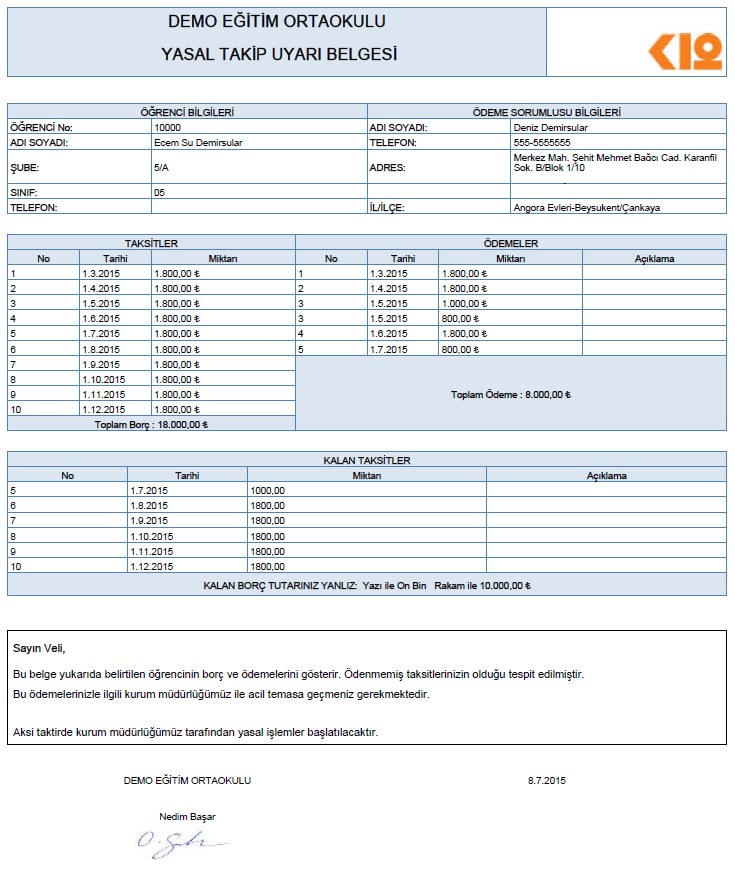 DEMO EĞİTİM ORTAOKULU
YASAL TAKİP UYARI BELGESİ
ÖĞRENCİ BİLGİLERİ ÖDEME SORUMLUSU BİLGİLERİ
ÖĞRENCİ No: 10000 ADI SOYADI: Deniz Demirsular
ADI SOYADI: Ecem Su Demirsular TELEFON: 555-5555555
ŞUBE: 5/A ADRES: Merkez Mah. Şehit Mehmet Bağcı Cad. Karanfil
Sok. B/Blok 1/10
SINIF: 05
TELEFON: İL/İLÇE: Angora Evleri-Beysukent/Çankaya
TAKSİTLER ÖDEMELER
No Tarihi Miktarı No Tarihi Miktarı Açıklama
1 1.3.2015 1.800,00 ₺ 1 1.3.2015 1.800,00 ₺
2 1.4.2015 1.800,00 ₺ 2 1.4.2015 1.800,00 ₺
3 1.5.2015 1.800,00 ₺ 3 1.5.2015 1.000,00 ₺
4 1.6.2015 1.800,00 ₺ 3 1.5.2015 800,00 ₺
5 1.7.2015 1.800,00 ₺ 4 1.6.2015 1.800,00 ₺
6 1.8.2015 1.800,00 ₺ 5 1.7.2015 800,00 ₺
7 1.9.2015 1.800,00 ₺
8 1.10.2015 1.800,00 ₺
9 1.11.2015 1.800,00 ₺
10 1.12.2015 1.800,00 ₺
Toplam Ödeme : 8.000,00 ₺
Toplam Borç : 18.000,00 ₺
KALAN TAKSİTLER
No Tarihi Miktarı Açıklama
5 1.7.2015 1000,00
6 1.8.2015 1800,00
7 1.9.2015 1800,00
8 1.10.2015 1800,00
9 1.11.2015 1800,00
10 1.12.2015 1800,00
KALAN BORÇ TUTARINIZ YANLIZ: Yazı ile On Bin Rakam ile 10.000,00 ₺
Sayın Veli,
Bu belge yukarıda belirtilen öğrencinin borç ve ödemelerini gösterir. Ödenmemiş taksitlerinizin olduğu tespit edilmiştir.
Bu ödemelerinizle ilgili kurum müdürlüğümüz ile acil temasa geçmeniz gerekmektedir.
Aksi taktirde kurum müdürlüğümüz tarafından yasal işlemler başlatılacaktır.
DEMO EĞİTİM ORTAOKULU 8.7.2015
Nedim Başar